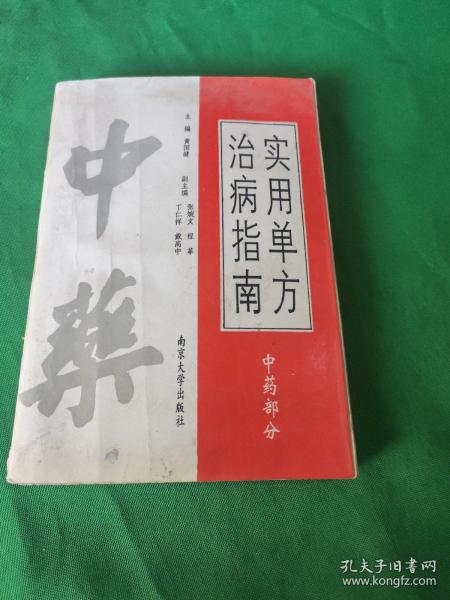 实用单方
治病指南
中药部分
主编 黄国健
副主编 张婉文 程革
丁仁祥 戴高中
南京大学出版社
中藥
孔夫子旧书网
www.kongfz.com